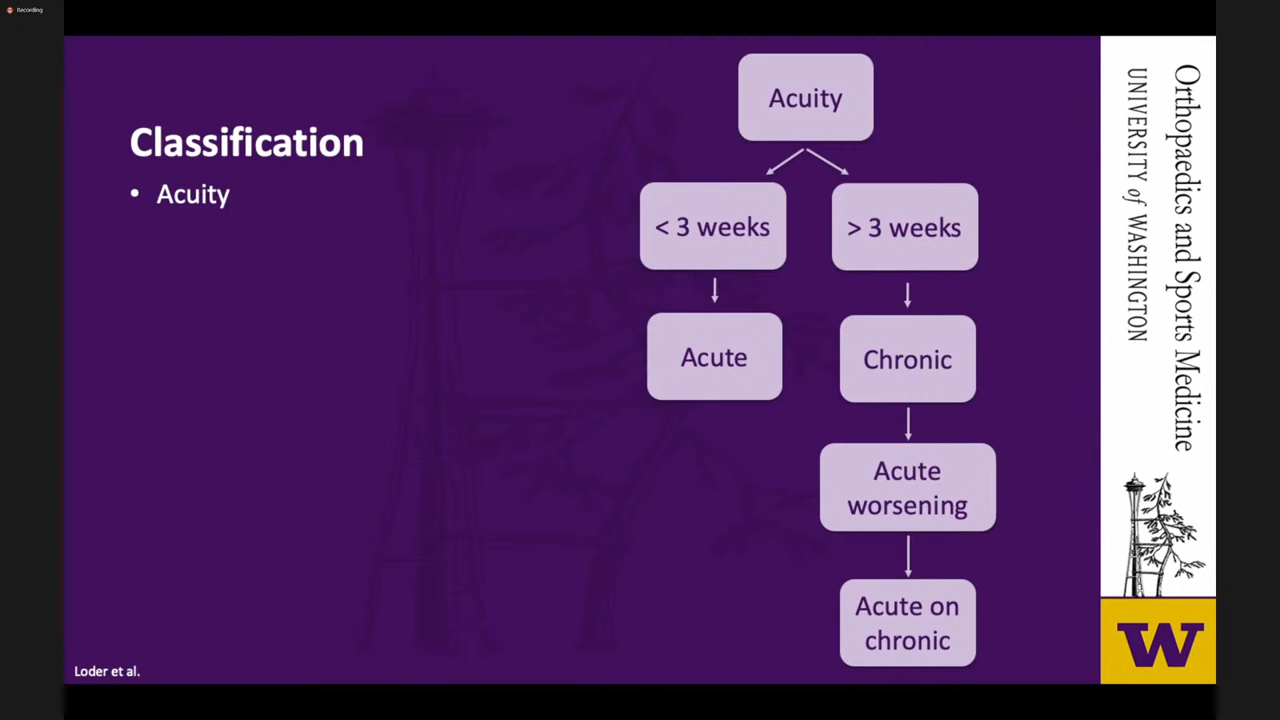 Recording
Classification
• Acuity
Acuity
< 3 weeks
> 3 weeks
Acute
Chronic
Acute
worsening
Acute on
chronic
Loder et al.
Orthopaedics and Sports Medicine
UNIVERSITY of WASHINGTON
W